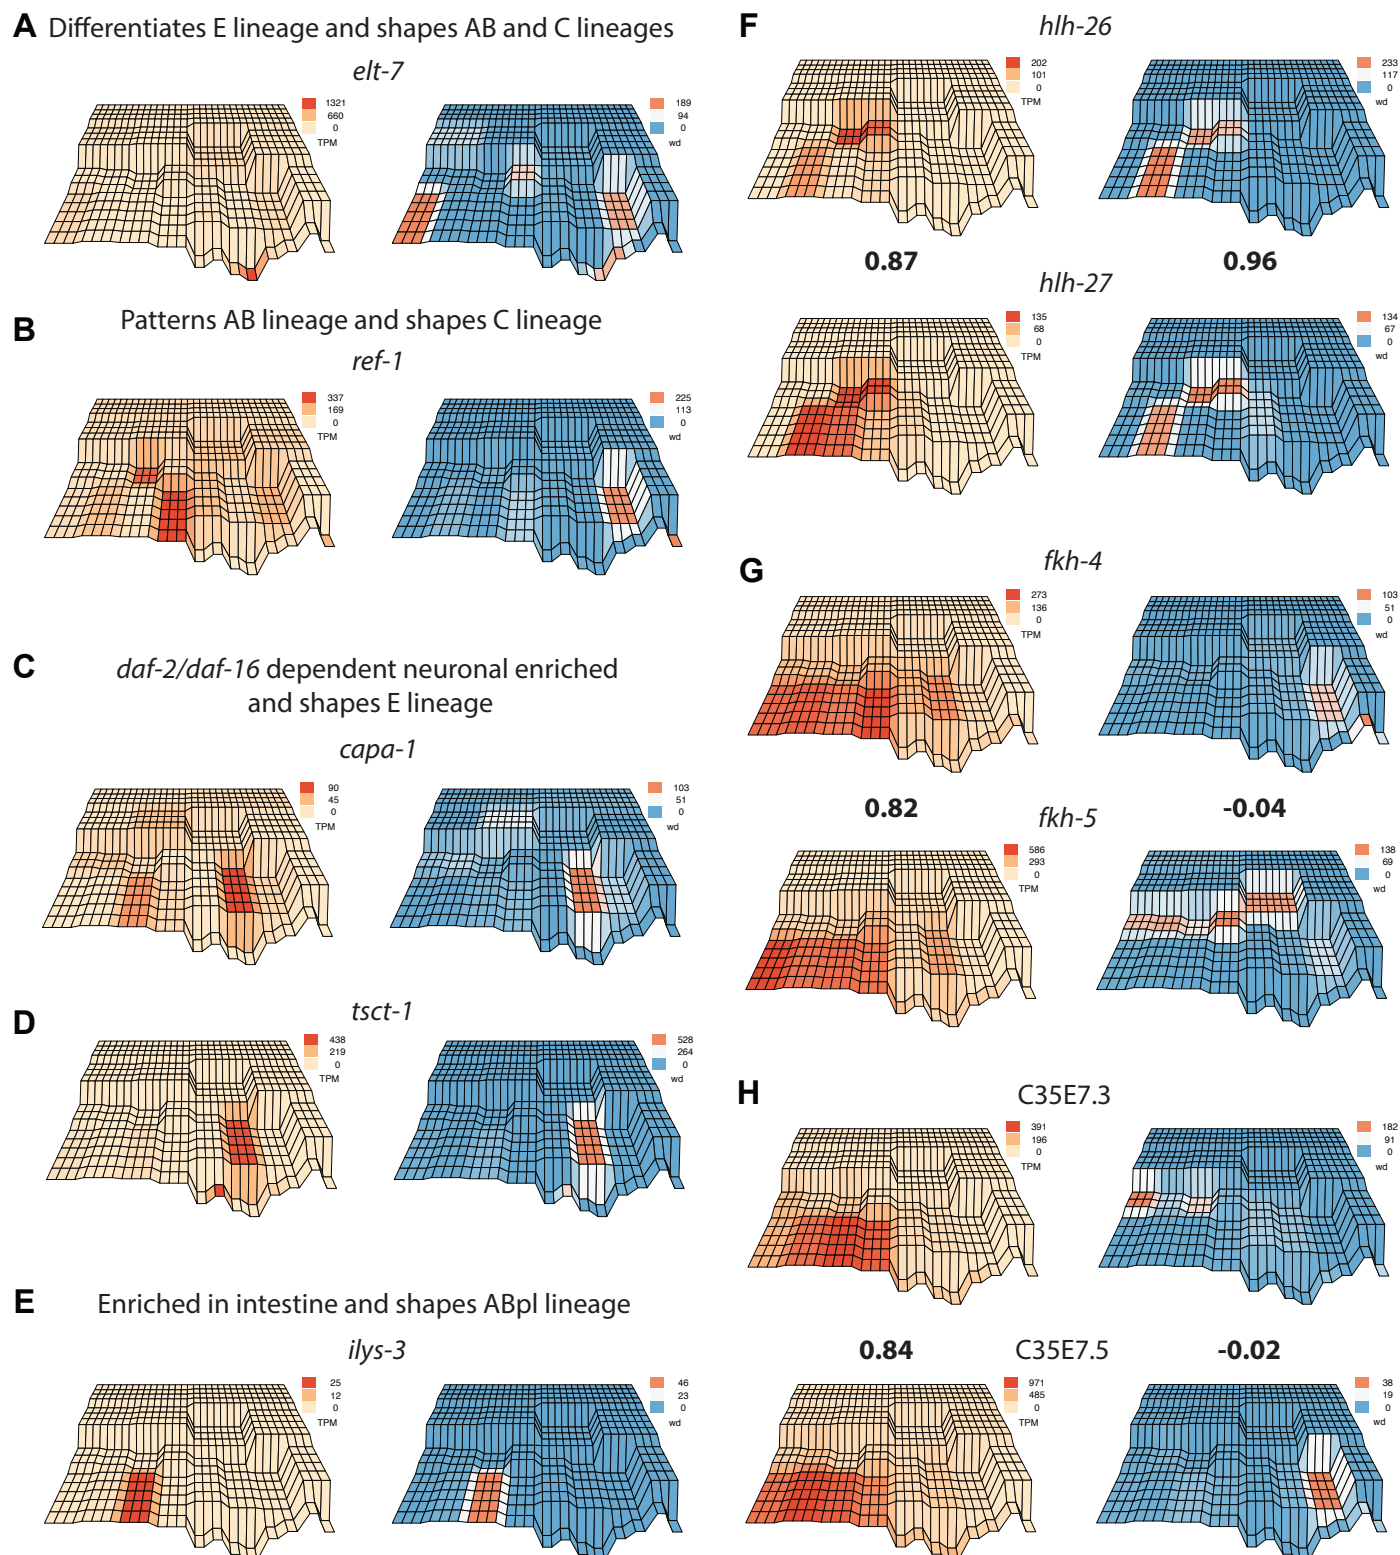 A Differentiates E lineage and shapes AB and C lineages
elt-7
1321
660
0
TPM
189
94
0
wd
B Patterns AB lineage and shapes C lineage
ref-1
337
169
0
TPM
225
113
0
wd
C daf-2/daf-16 dependent neuronal enriched
and shapes E lineage
capa-1
90
45
0
TPM
103
51
0
wd
D tsct-1
438
219
0
TPM
528
264
0
wd
E Enriched in intestine and shapes ABpl lineage
ilys-3
25
12
0
TPM
46
23
0
wd
F hlh-26
202
101
0
TPM
233
117
0
wd
0.87 0.96
hlh-27
135
68
0
TPM
134
67
0
wd
G fkh-4
273
136
0
TPM
103
51
0
wd
0.82 -0.04
fkh-5
586
293
0
TPM
138
69
0
wd
H C35E7.3
391
196
0
TPM
182
91
0
wd
0.84 C35E7.5 -0.02
971
485
0
TPM
38
19
0
wd